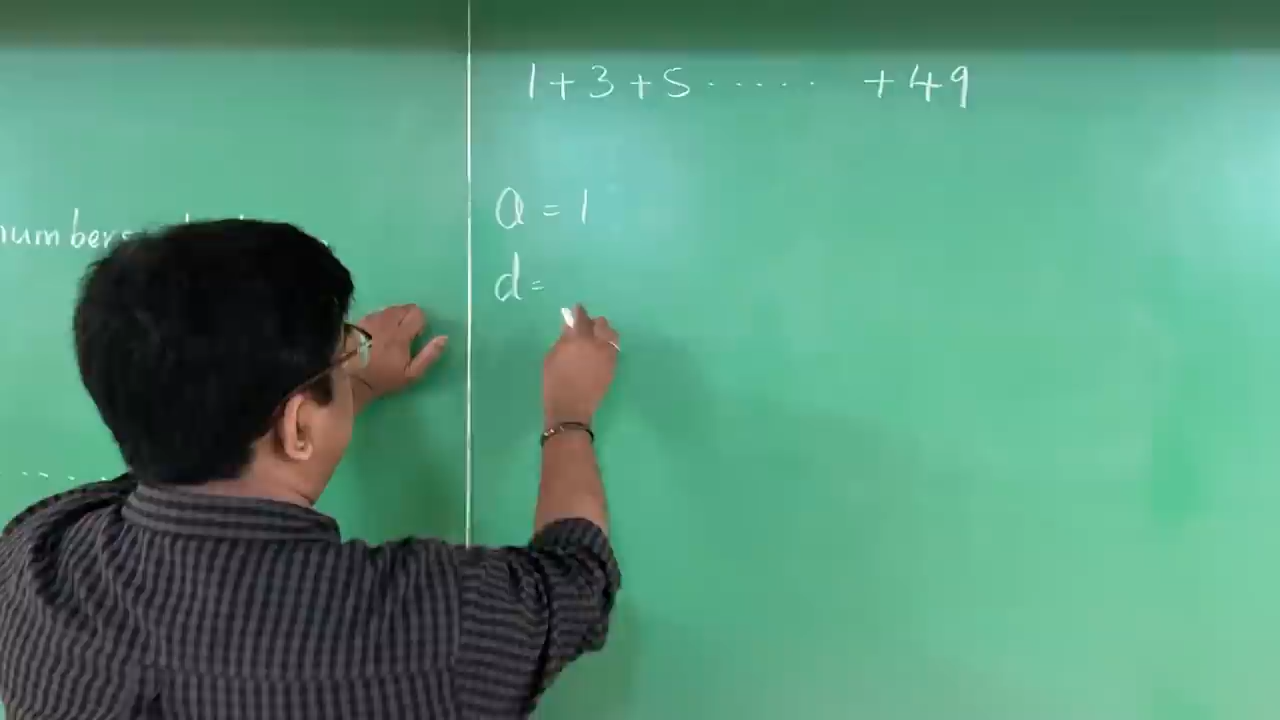 1 + 3 + 5 ...... + 49
numbers
a = 1
d =